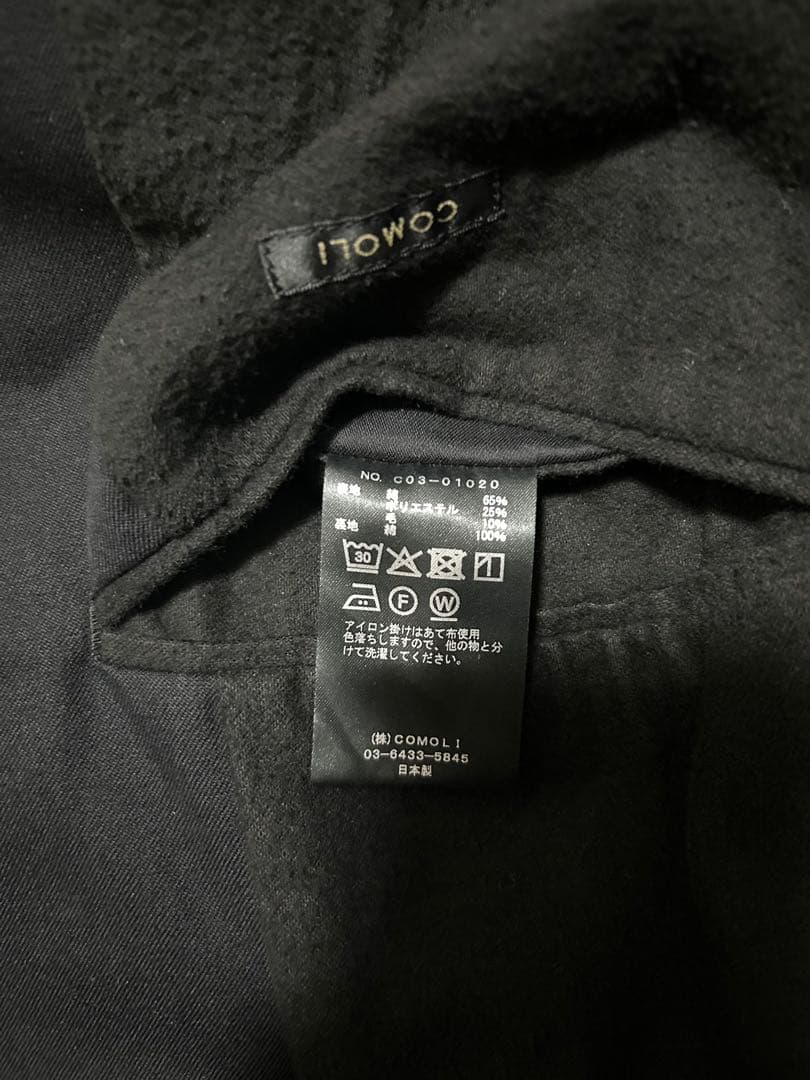 COMOLI
NO. C03-01020
表地 綿 65%
ポリエステル 25%
毛 10%
裏地 綿 100%
30
F
W
アイロン掛けはあて布使用
色落ちしますので、他の物と分
けて洗濯してください。
(株)COMOLI
03-6433-5845
日本製